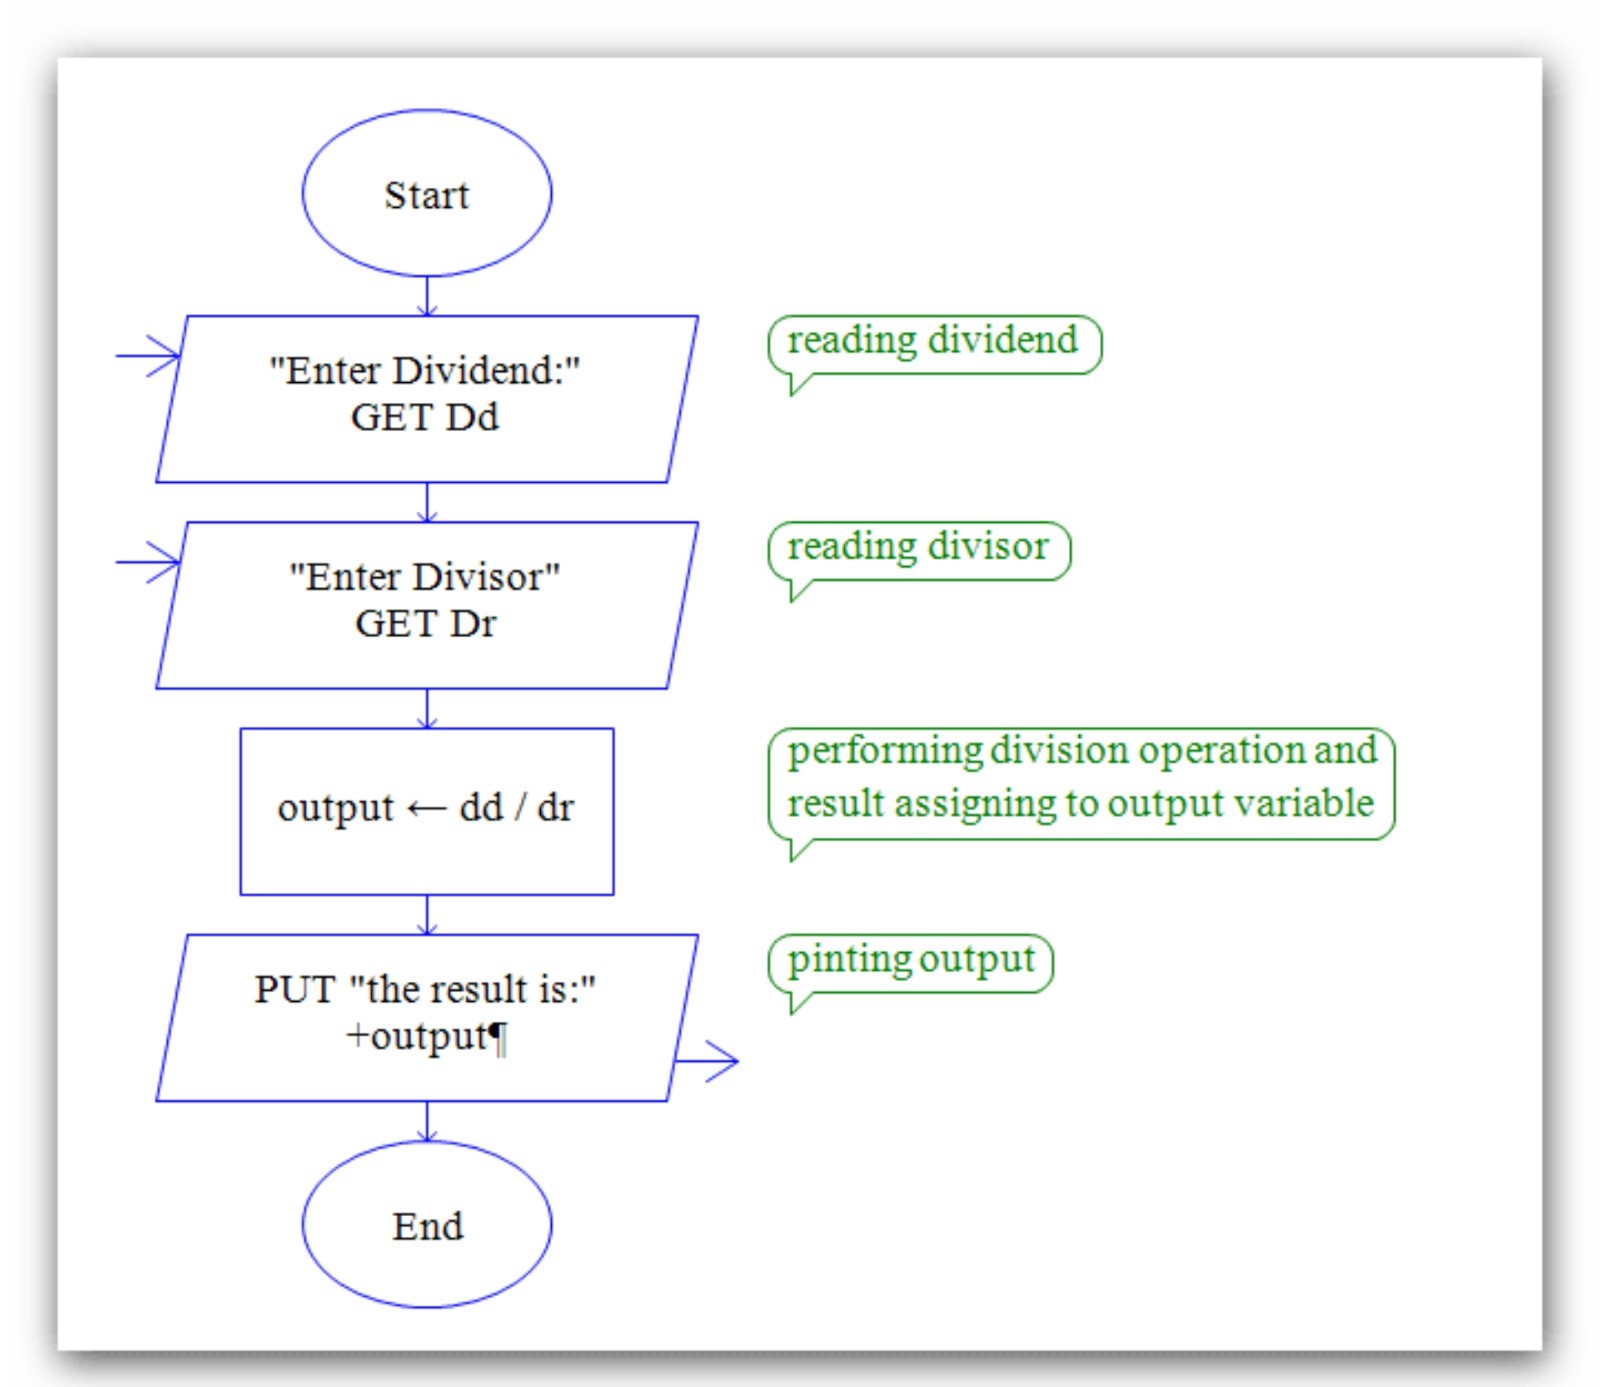 Start
"Enter Dividend:"
GET Dd
reading dividend
"Enter Divisor"
GET Dr
reading divisor
output ← dd / dr
performing division operation and
result assigning to output variable
PUT "the result is:"
+output¶
pinting output
End